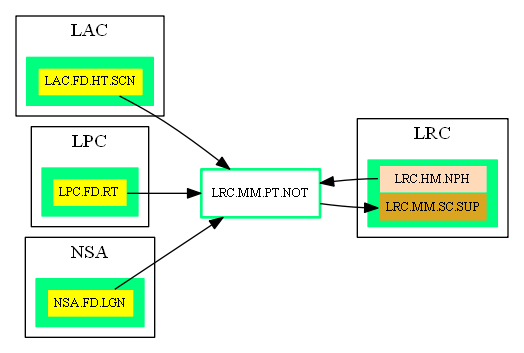 LAC
LAC.FD.HT.SCN
LPC
LPC.FD.RT
NSA
NSA.FD.LGN
LRC.MM.PT.NOT
LRC
LRC.HM.NPH
LRC.MM.SC.SUP